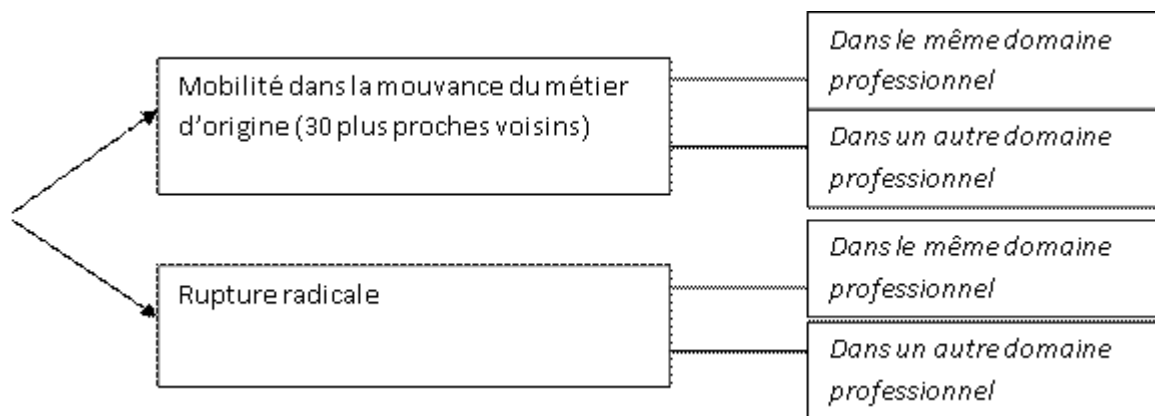 Mobilité dans la mouvance du métier
d'origine (30 plus proches voisins)
Dans le même domaine
professionnel
Dans un autre domaine
professionnel
Rupture radicale
Dans le même domaine
professionnel
Dans un autre domaine
professionnel